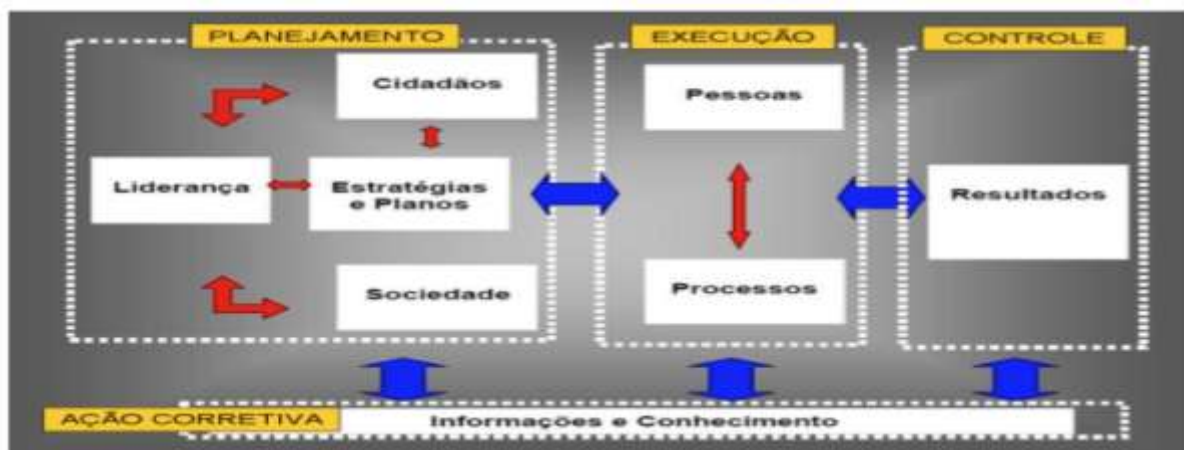 PLANEJAMENTO
EXECUÇÃO
CONTROLE
Cidadãos
Pessoas
Liderança
Estratégias
e Planos
Resultados
Sociedade
Processos
AÇÃO CORRETIVA
Informações e Conhecimento